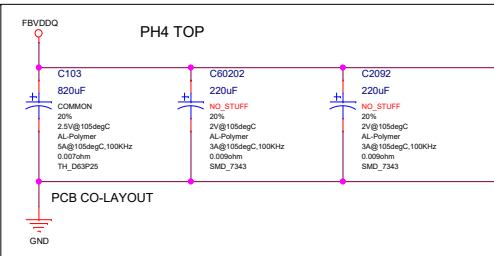 FBVDDQ
PH4 TOP
C103
820uF
COMMON
20%
2.5V@105degC
AL-Polymer
5A@105degC,100KHz
0.007ohm
TH_D63P25
C60202
220uF
NO_STUFF
20%
2V@105degC
AL-Polymer
3A@105degC,100KHz
0.009ohm
SMD_7343
C2092
220uF
NO_STUFF
20%
2V@105degC
AL-Polymer
3A@105degC,100KHz
0.009ohm
SMD_7343
PCB CO-LAYOUT
GND